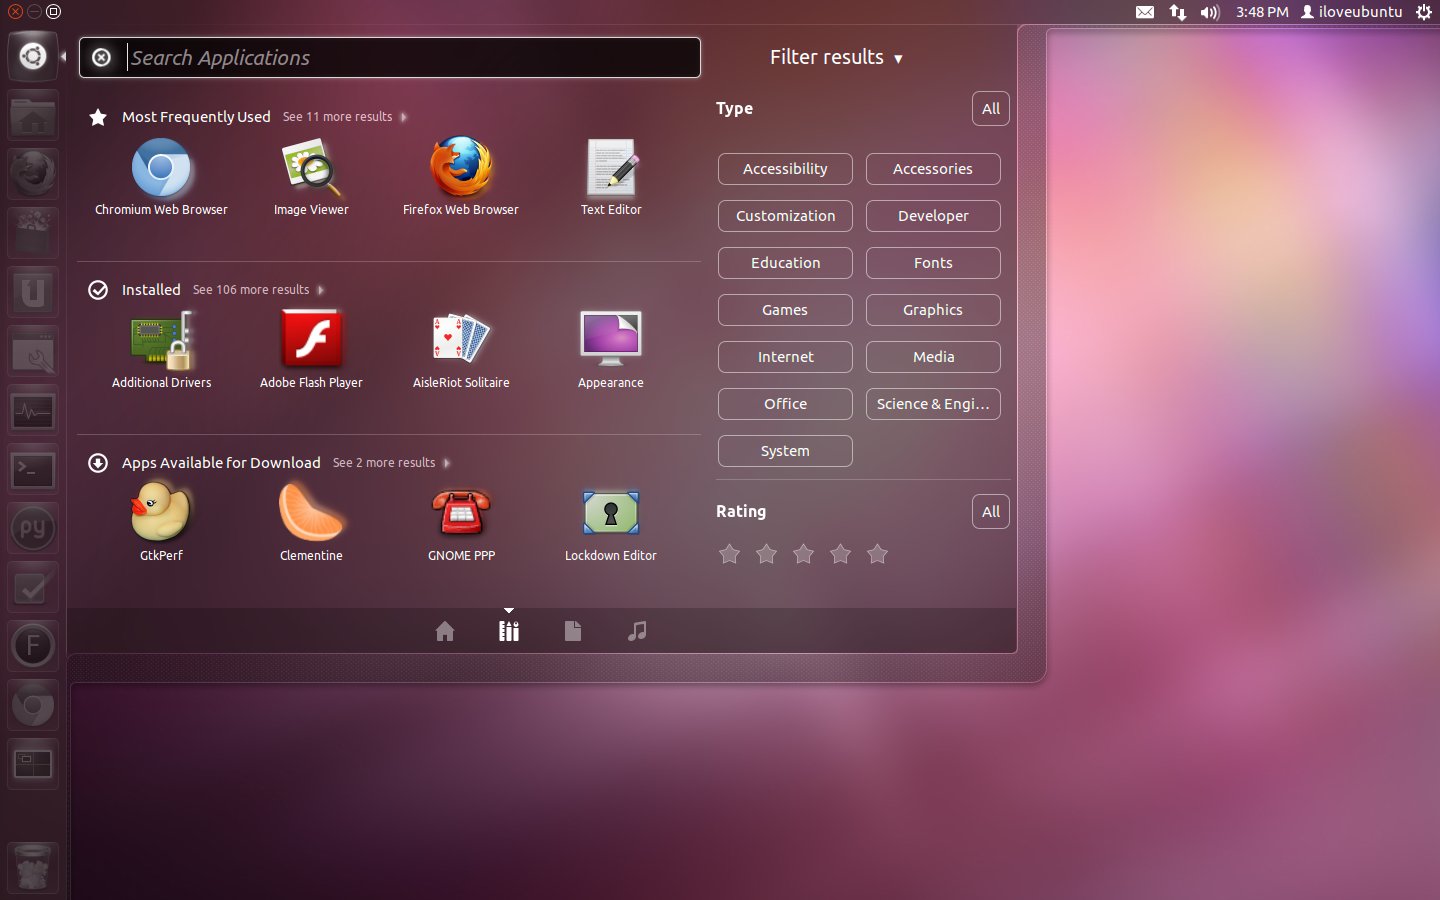 3:48 PM iloveubuntu
Search Applications
Filter results ▾
Most Frequently Used See 11 more results
Chromium Web Browser
Image Viewer
Firefox Web Browser
Text Editor
Installed See 106 more results
Additional Drivers
Adobe Flash Player
AisleRiot Solitaire
Appearance
Apps Available for Download See 2 more results
GtkPerf
Clementine
GNOME PPP
Lockdown Editor
Type
All
Accessibility
Accessories
Customization
Developer
Education
Fonts
Games
Graphics
Internet
Media
Office
Science & Engi...
System
Rating
All
>_
py
F